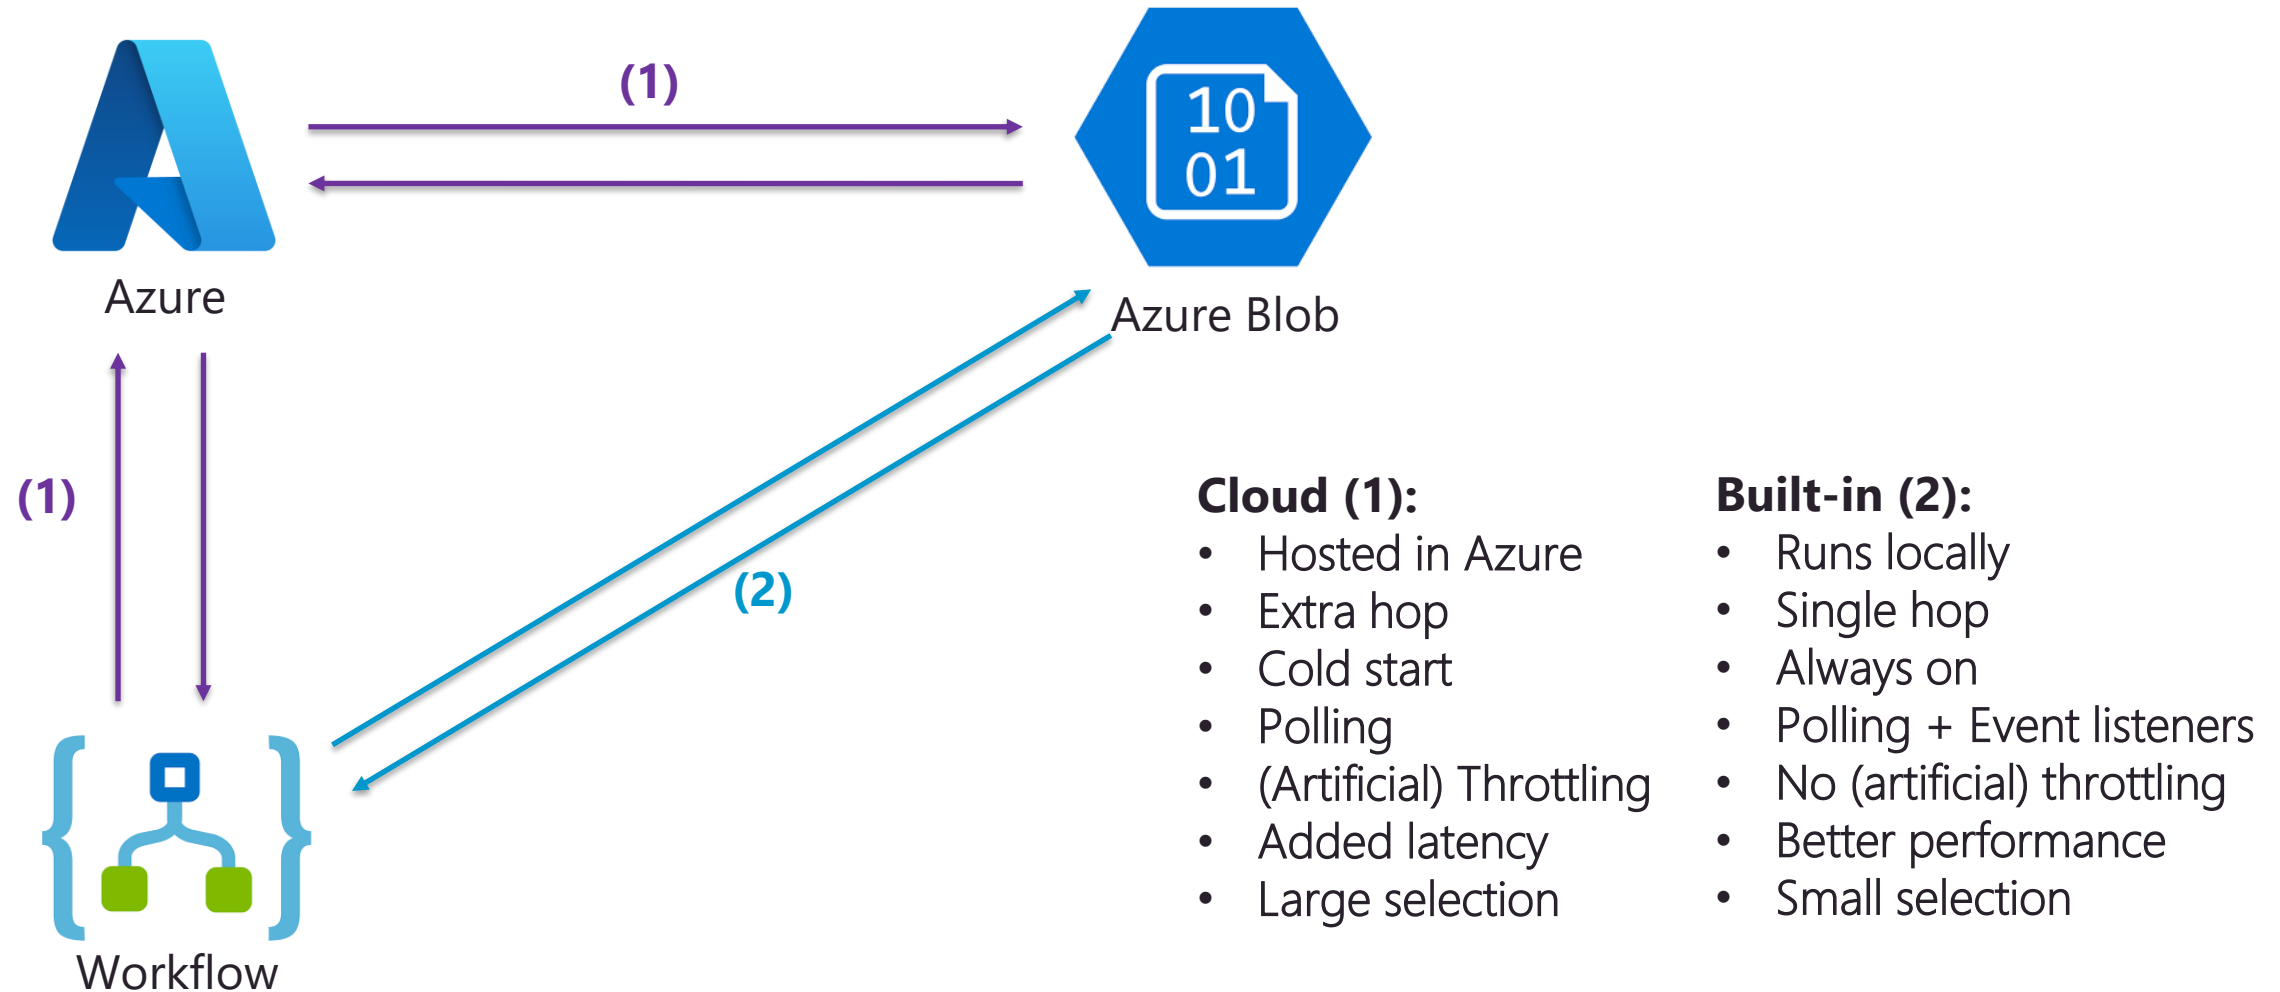 (1)
10
01
Azure
Azure Blob
(1)
(2)
Cloud (1):
• Hosted in Azure
• Extra hop
• Cold start
• Polling
• (Artificial) Throttling
• Added latency
• Large selection
Built-in (2):
• Runs locally
• Single hop
• Always on
• Polling + Event listeners
• No (artificial) throttling
• Better performance
• Small selection
Workflow